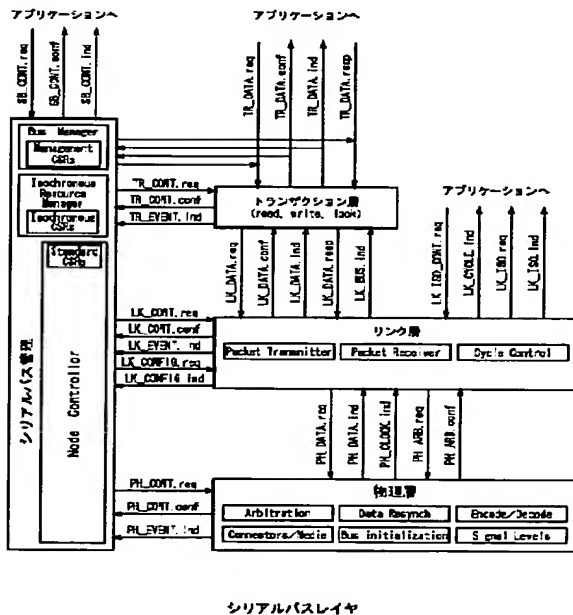 アプリケーションへ
アプリケーションへ
SB_CONT.req
SB_CONT.conf
SB_CONT.ind
TR_DATA.req
TR_DATA.conf
TR_DATA.ind
TR_DATA.resp
Bus Manager
Management
CSRs
Isochronous
Resource
Manager
Isochronous CSRs
Standard
CSRs
シリアルバス管理
Node Controller
TR_CONT.req
TR_CONT.conf
TR_EVENT.ind
トランザクション層
(read, write, lock)
アプリケーションへ
LK_DATA.req
LK_DATA.conf
LK_DATA.ind
LK_DATA.resp
LK_BUS.ind
LK_ISO_CONT.req
LK_CYCLE.ind
LK_ISO.req
LK_ISO.ind
LK_CONT.req
LK_CONT.conf
LK_EVENT.ind
LK_CONFIG.req
LK_CONFIG.ind
リンク層
Packet Transmitter
Packet Receiver
Cycle Control
PH_DATA.req
PH_DATA.ind
PH_CLOCK.ind
PH_ARB.req
PH_ARB.conf
PH_CONT.req
PH_CONT.conf
PH_EVENT.ind
物理層
Arbitration
Data Resynch
Encode/Decode
Connectors/Media
Bus initialization
Signal Levels
シリアルバスレイヤ